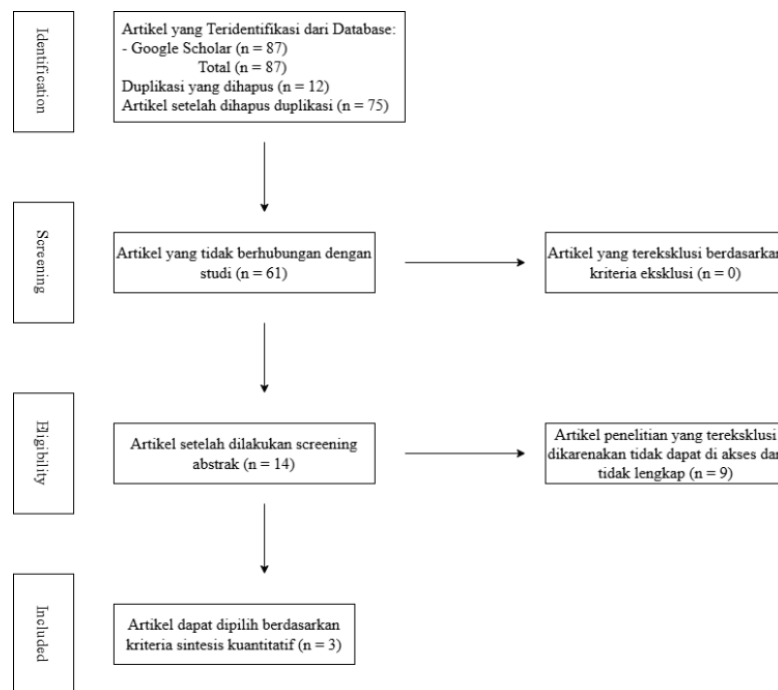 Identification
Artikel yang Teridentifikasi dari Database:
- Google Scholar (n = 87)
Total (n = 87)
Duplikasi yang dihapus (n = 12)
Artikel setelah dihapus duplikasi (n = 75)
Screening
Artikel yang tidak berhubungan dengan
studi (n = 61)
Artikel yang tereksklusi berdasarkan
kriteria eksklusi (n = 0)
Eligibility
Artikel setelah dilakukan screening
abstrak (n = 14)
Artikel penelitian yang tereksklusi
dikarenakan tidak dapat di akses dan
tidak lengkap (n = 9)
Included
Artikel dapat dipilih berdasarkan
kriteria sintesis kuantitatif (n = 3)